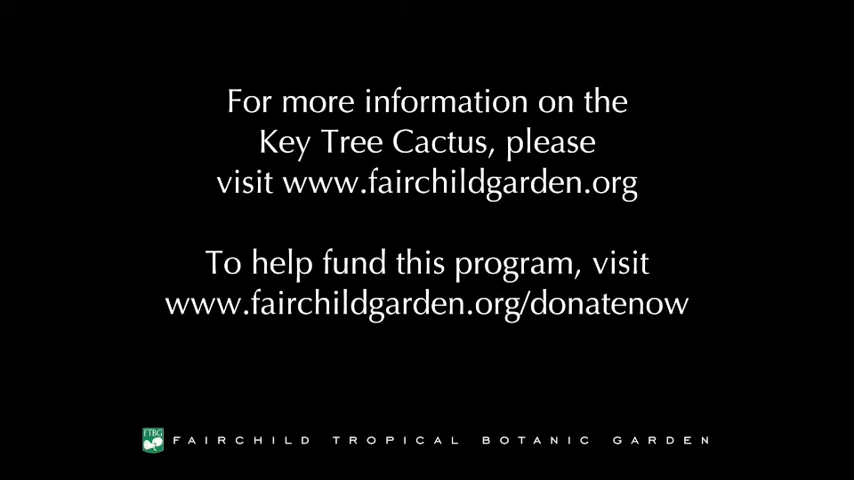 For more information on the
Key Tree Cactus, please
visit www.fairchildgarden.org
To help fund this program, visit
www.fairchildgarden.org/donatenow
FTBG
FAIRCHILD TROPICAL BOTANIC GARDEN